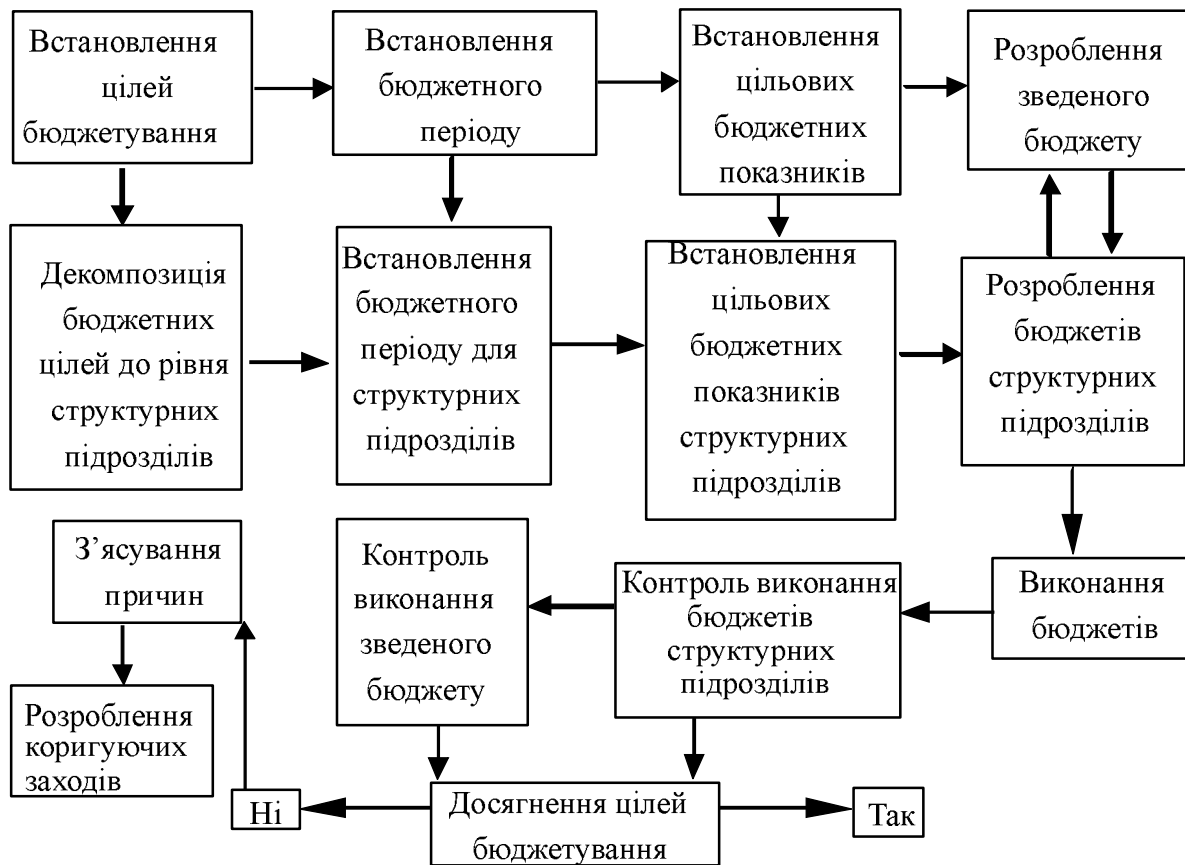 Встановлення
цілей
бюджетування
Встановлення
бюджетного
періоду
Встановлення
цільових
бюджетних
показників
Розроблення
зведеного
бюджету
Декомпозиція
бюджетних
цілей до рівня
структурних
підрозділів
Встановлення
бюджетного
періоду для
структурних
підрозділів
Встановлення
цільових
бюджетних
показників
структурних
підрозділів
Розроблення
бюджетів
структурних
підрозділів
З’ясування
причин
Контроль
виконання
зведеного
бюджету
Контроль виконання
бюджетів
структурних
підрозділів
Виконання
бюджетів
Розроблення
коригуючих
заходів
Ні
Досягнення цілей
бюджетування
Так